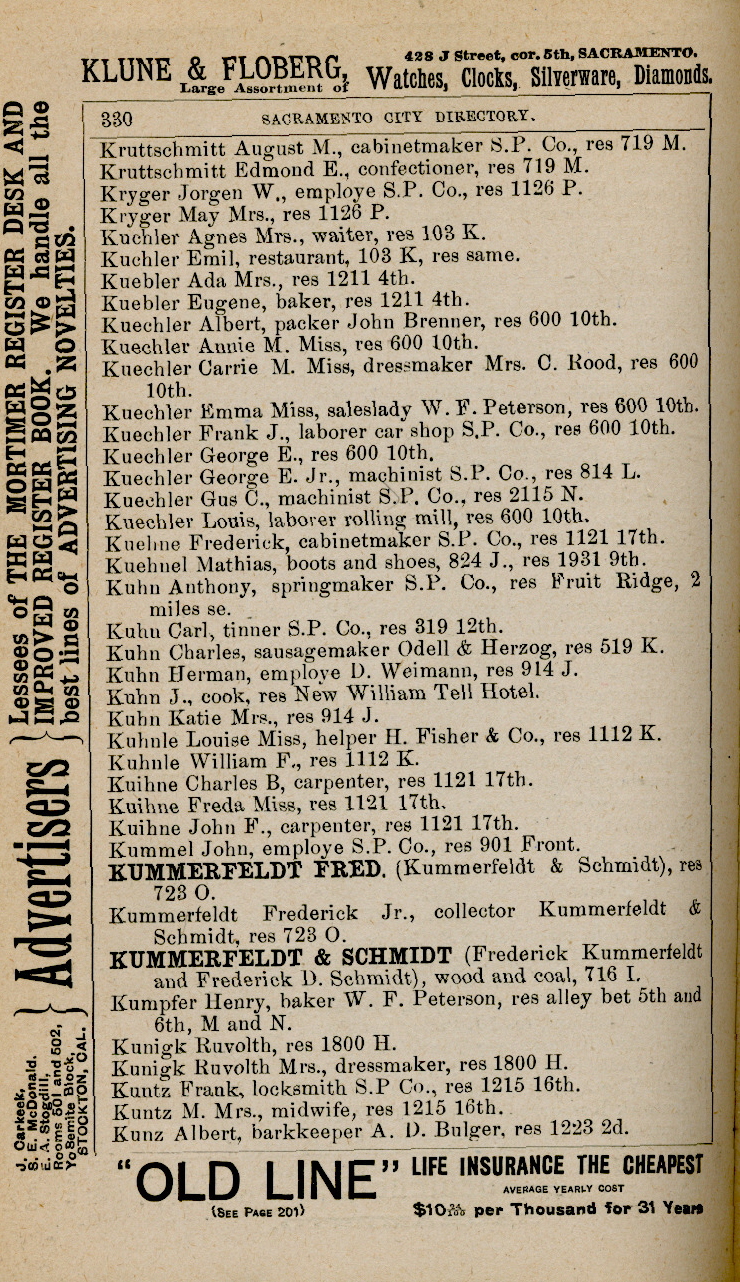 KLUNE & FLOBERG,
Large Assortment of
428 J Street, cor. 5th, SACRAMENTO.
Watches, Clocks, Silverware, Diamonds.
330
SACRAMENTO CITY DIRECTORY.
Kruttschmitt August M., cabinetmaker S.P. Co., res 719 M.
Kruttschmitt Edmond E., confectioner, res 719 M.
Kryger Jorgen W., employe S.P. Co., res 1126 P.
Kryger May Mrs., res 1126 P.
Kuchler Agnes Mrs., waiter, res 103 K.
Kuchler Emil, restaurant, 103 K, res same.
Kuebler Ada Mrs., res 1211 4th.
Kuebler Eugene, baker, res 1211 4th.
Kuechler Albert, packer John Brenner, res 600 10th.
Kuechler Annie M. Miss, res 600 10th.
Kuechler Carrie M. Miss, dressmaker Mrs. C. Rood, res 600
10th.
Kuechler Emma Miss, saleslady W. F. Peterson, res 600 10th.
Kuechler Frank J., laborer car shop S.P. Co., res 600 10th.
Kuechler George E., res 600 10th.
Kuechler George E. Jr., machinist S.P. Co., res 814 L.
Kuechler Gus C., machinist S.P. Co., res 2115 N.
Kuechler Louis, laborer rolling mill, res 600 10th.
Kuehne Frederick, cabinetmaker S.P. Co., res 1121 17th.
Kuehnel Mathias, boots and shoes, 824 J., res 1931 9th.
Kuhn Anthony, springmaker S.P. Co., res Fruit Ridge, 2
miles se.
Kuhn Carl, tinner S.P. Co., res 319 12th.
Kuhn Charles, sausagemaker Odell & Herzog, res 519 K.
Kuhn Herman, employe D. Weimann, res 914 J.
Kuhn J., cook, res New William Tell Hotel.
Kuhn Katie Mrs., res 914 J.
Kuhnle Louise Miss, helper H. Fisher & Co., res 1112 K.
Kuhnle William F., res 1112 K.
Kuihne Charles B, carpenter, res 1121 17th.
Kuihne Freda Miss, res 1121 17th.
Kuihne John F., carpenter, res 1121 17th.
Kummel John, employe S.P. Co., res 901 Front.
KUMMERFELDT FRED. (Kummerfeldt & Schmidt), res
723 O.
Kummerfeldt Frederick Jr., collector Kummerfeldt &
Schmidt, res 723 O.
KUMMERFELDT & SCHMIDT (Frederick Kummerfeldt
and Frederick D. Schmidt), wood and coal, 716 I.
Kumpfer Henry, baker W. F. Peterson, res alley bet 5th and
6th, M and N.
Kunigk Ruvolth, res 1800 H.
Kunigk Ruvolth Mrs., dressmaker, res 1800 H.
Kuntz Frank, locksmith S.P Co., res 1215 16th.
Kuntz M. Mrs., midwife, res 1215 16th.
Kunz Albert, barkkeeper A. D. Bulger, res 1223 2d.
"OLD LINE"
(SEE PAGE 201)
LIFE INSURANCE THE CHEAPEST
AVERAGE YEARLY COST
per Thousand for 31 Years
J. Carkeek,
S. E. McDonald.
E. A. Stogdill,
Rooms 501 and 502,
Yo Semite Block,
STOCKTON, CAL.
} Advertisers {
Lessees of THE MORTIMER REGISTER DESK AND
IMPROVED REGISTER BOOK. We handle all the
best lines of ADVERTISING NOVELTIES.